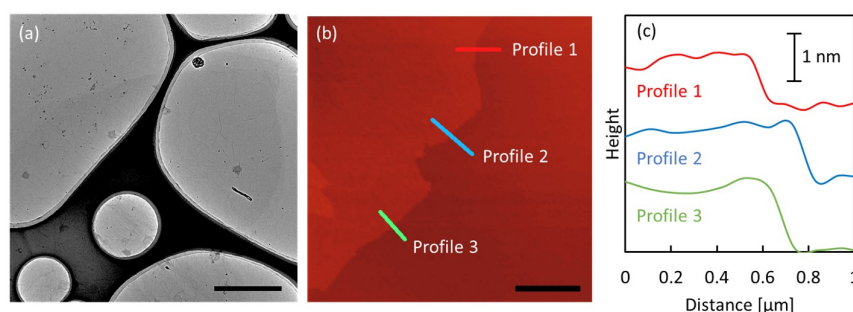 (a)
(b)
Profile 1
Profile 2
Profile 3
(c)
1 nm
Profile 1
Profile 2
Profile 3
Height
0 0.2 0.4 0.6 0.8 1
Distance [μm]